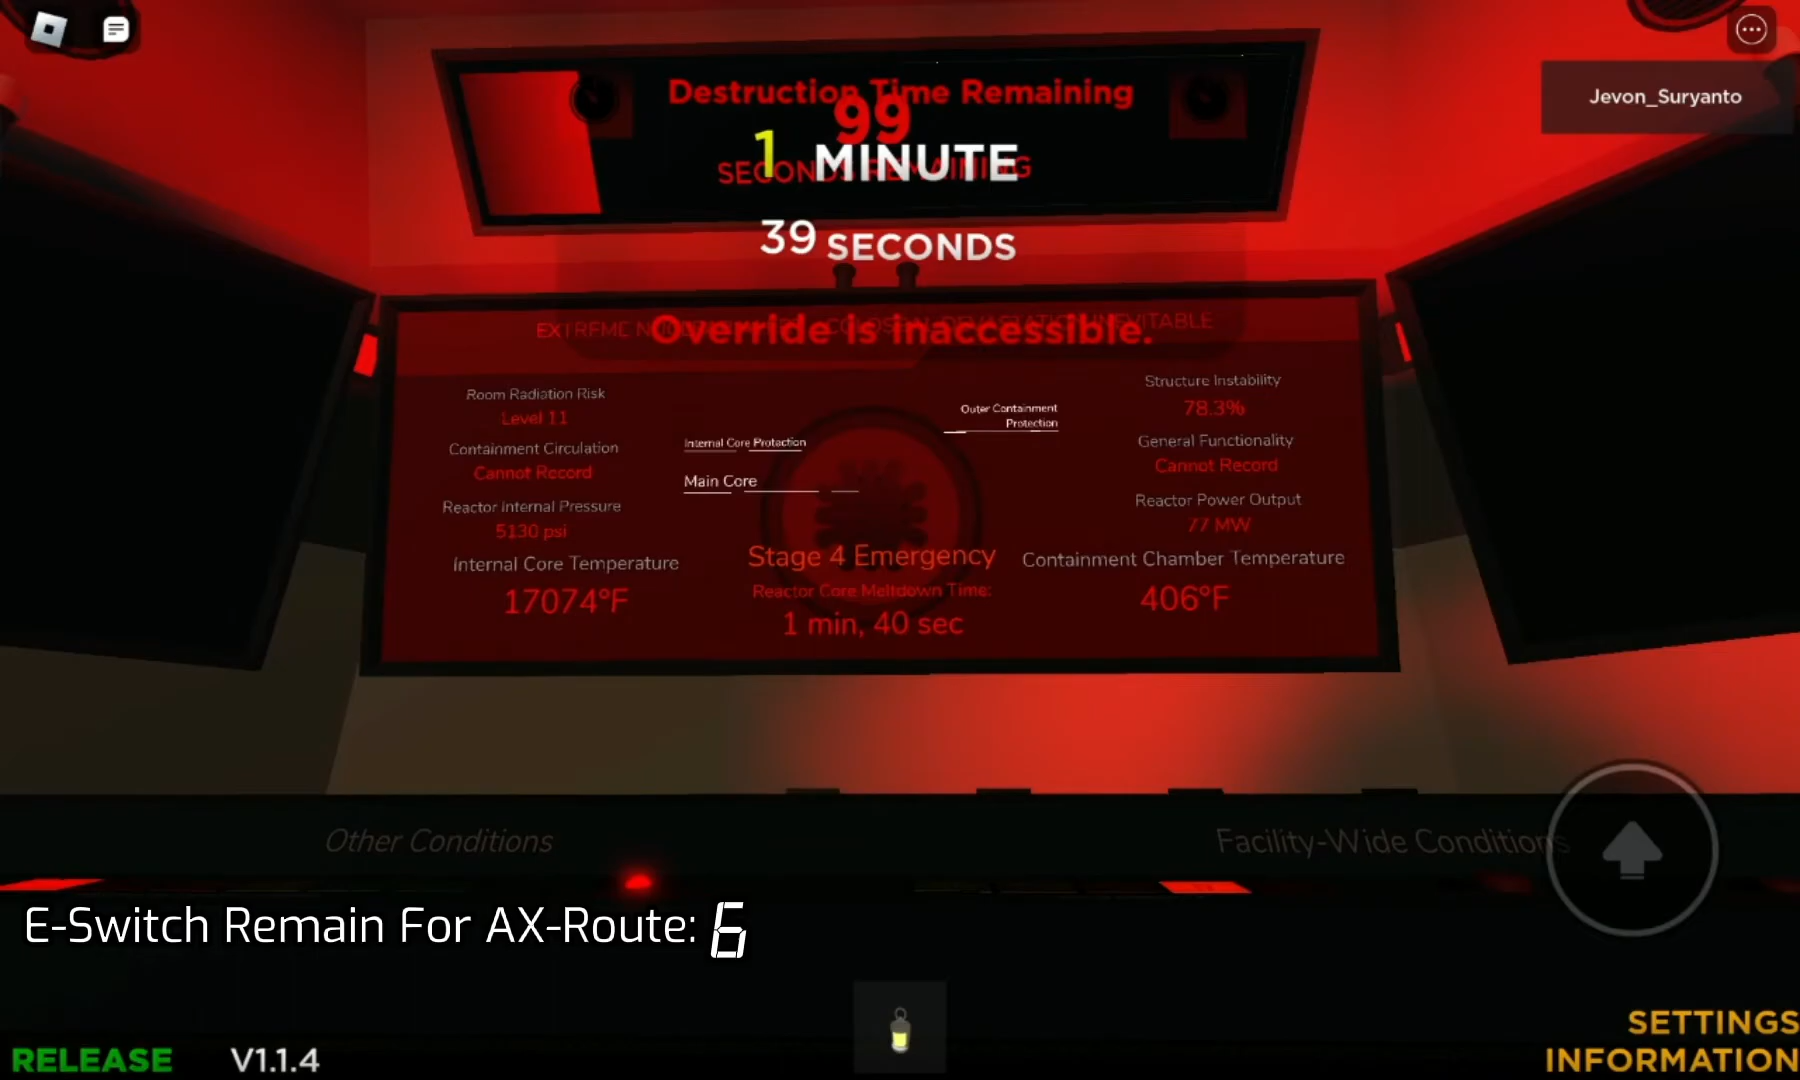 Jevon_Suryanto
Destruction Time Remaining
99
SECONDS REMAINING
1 MINUTE
39 SECONDS
Override is inaccessible.
EXTREME
INEVITABLE
Room Radiation Risk
Level 11
Containment Circulation
Cannot Record
Reactor Internal Pressure
5130 psi
Internal Core Temperature
17074°F
Internal Core Protection
Main Core
Outer Containment
Protection
Stage 4 Emergency
Reactor Core Meltdown Time:
1 min, 40 sec
Structure Instability
78.3%
General Functionality
Cannot Record
Reactor Power Output
77 MW
Containment Chamber Temperature
406°F
Other Conditions
Facility-Wide Conditions
E-Switch Remain For AX-Route: 6
RELEASE V1.1.4
SETTINGS
INFORMATION